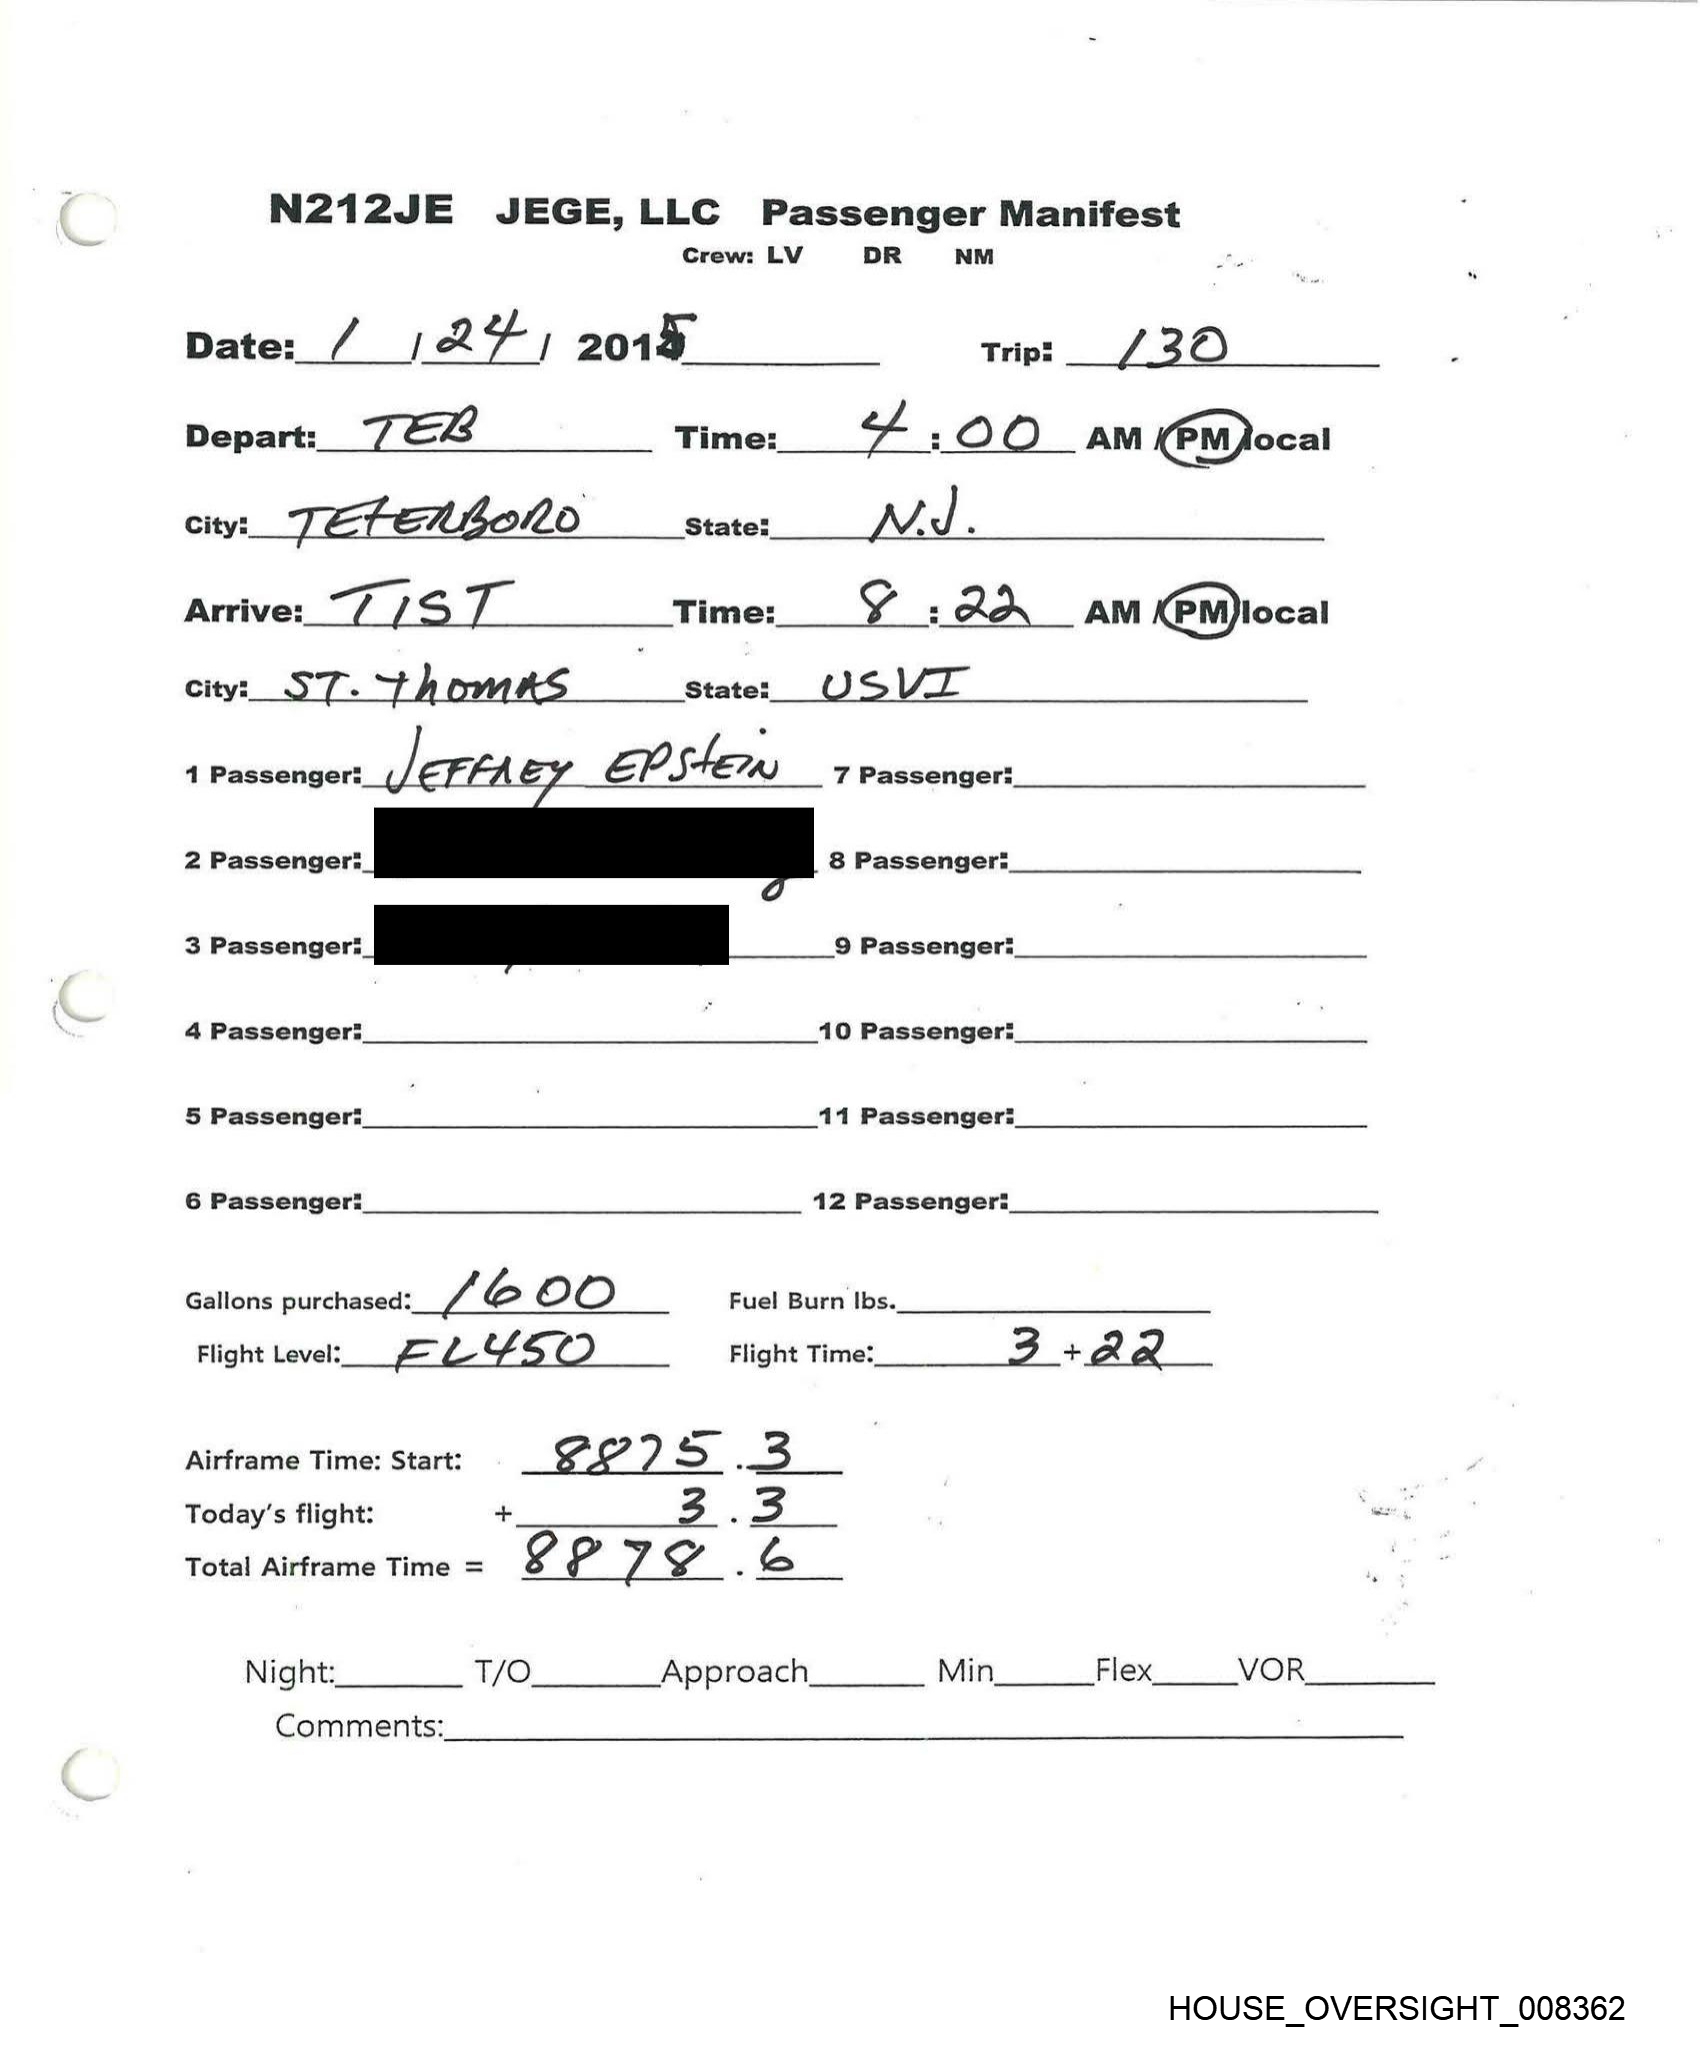 N212JE JEGE, LLC Passenger Manifest
Crew: LV DR NM
Date: 1 / 24 / 2015 Trip: 130
Depart: TEB Time: 4 : 00 AM / PM local
City: TETERBORO State: N.J.
Arrive: TIST Time: 8 : 22 AM / PM local
City: ST. Thomas State: USVI
1 Passenger: JEFFREY EPSTEIN 7 Passenger:
2 Passenger: 8 Passenger:
3 Passenger: 9 Passenger:
4 Passenger: 10 Passenger:
5 Passenger: 11 Passenger:
6 Passenger: 12 Passenger:
Gallons purchased: 1600 Fuel Burn lbs.
Flight Level: FL450 Flight Time: 3 + 22
Airframe Time: Start: 8875 . 3
Today's flight: + 3 . 3
Total Airframe Time = 8878 . 6
Night: T/O Approach Min Flex VOR
Comments:
HOUSE_OVERSIGHT_008362